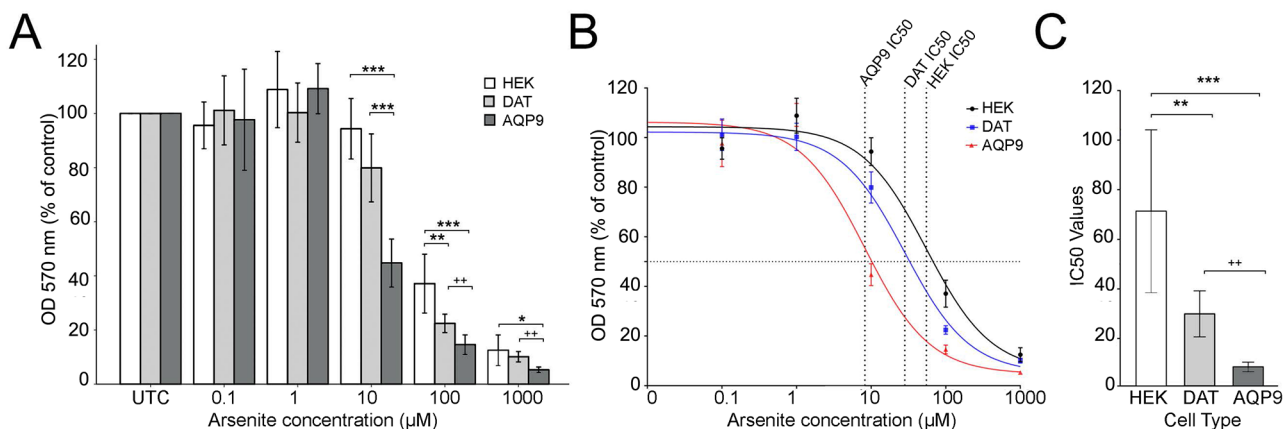 A
B
C
OD 570 nm (% of control)
120
100
80
60
40
20
0
UTC
0.1
1
10
100
1000
Arsenite concentration (µM)
HEK
DAT
AQP9
***
***
***
**
++
*
++
AQP9 IC50
DAT IC50
HEK IC50
OD 570 nm (% of control)
120
100
80
60
40
20
0
0
0.1
1
10
100
1000
Arsenite concentration (µM)
HEK
DAT
AQP9
IC50 Values
120
100
80
60
40
20
0
***
**
++
HEK DAT AQP9
Cell Type